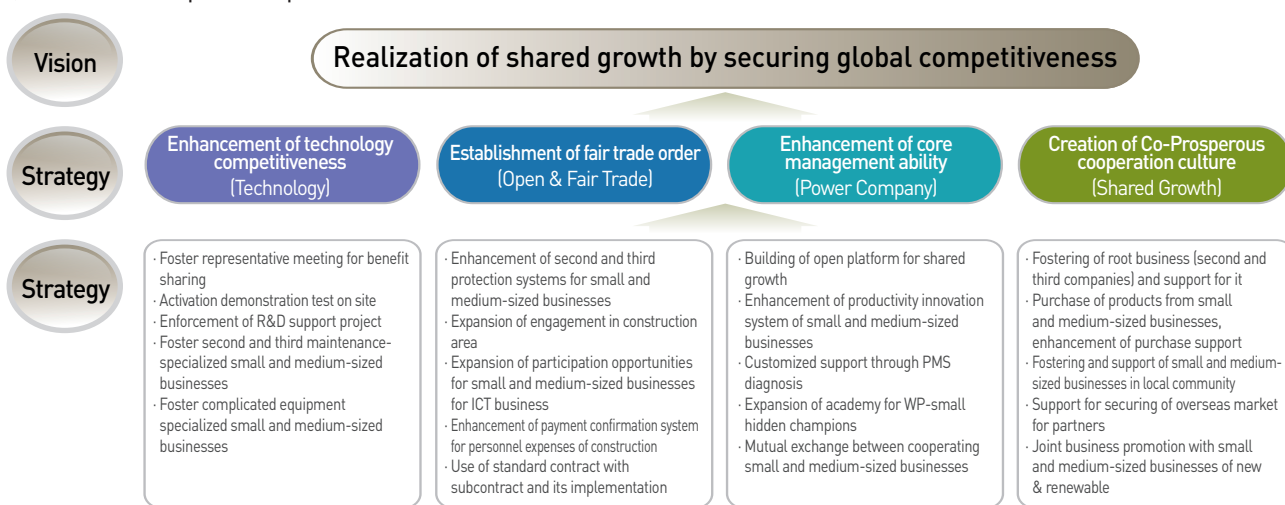 Vision
Realization of shared growth by securing global competitiveness
Strategy
Enhancement of technology
competitiveness
(Technology)
Establishment of fair trade order
(Open & Fair Trade)
Enhancement of core
management ability
(Power Company)
Creation of Co-Prosperous
cooperation culture
(Shared Growth)
Strategy
· Foster representative meeting for benefit
sharing
· Activation demonstration test on site
· Enforcement of R&D support project
· Foster second and third maintenance-
specialized small and medium-sized
businesses
· Foster complicated equipment
specialized small and medium-sized
businesses
· Enhancement of second and third
protection systems for small and
medium-sized businesses
· Expansion of engagement in construction
area
· Expansion of participation opportunities
for small and medium-sized businesses
for ICT business
· Enhancement of payment confirmation system
for personnel expenses of construction
· Use of standard contract with
subcontract and its implementation
· Building of open platform for shared
growth
· Enhancement of productivity innovation
system of small and medium-sized
businesses
· Customized support through PMS
diagnosis
· Expansion of academy for WP-small
hidden champions
· Mutual exchange between cooperating
small and medium-sized businesses
· Fostering of root business (second and
third companies) and support for it
· Purchase of products from small
and medium-sized businesses,
enhancement of purchase support
· Fostering and support of small and medium-
sized businesses in local community
· Support for securing of overseas market
for partners
· Joint business promotion with small
and medium-sized businesses of new
& renewable